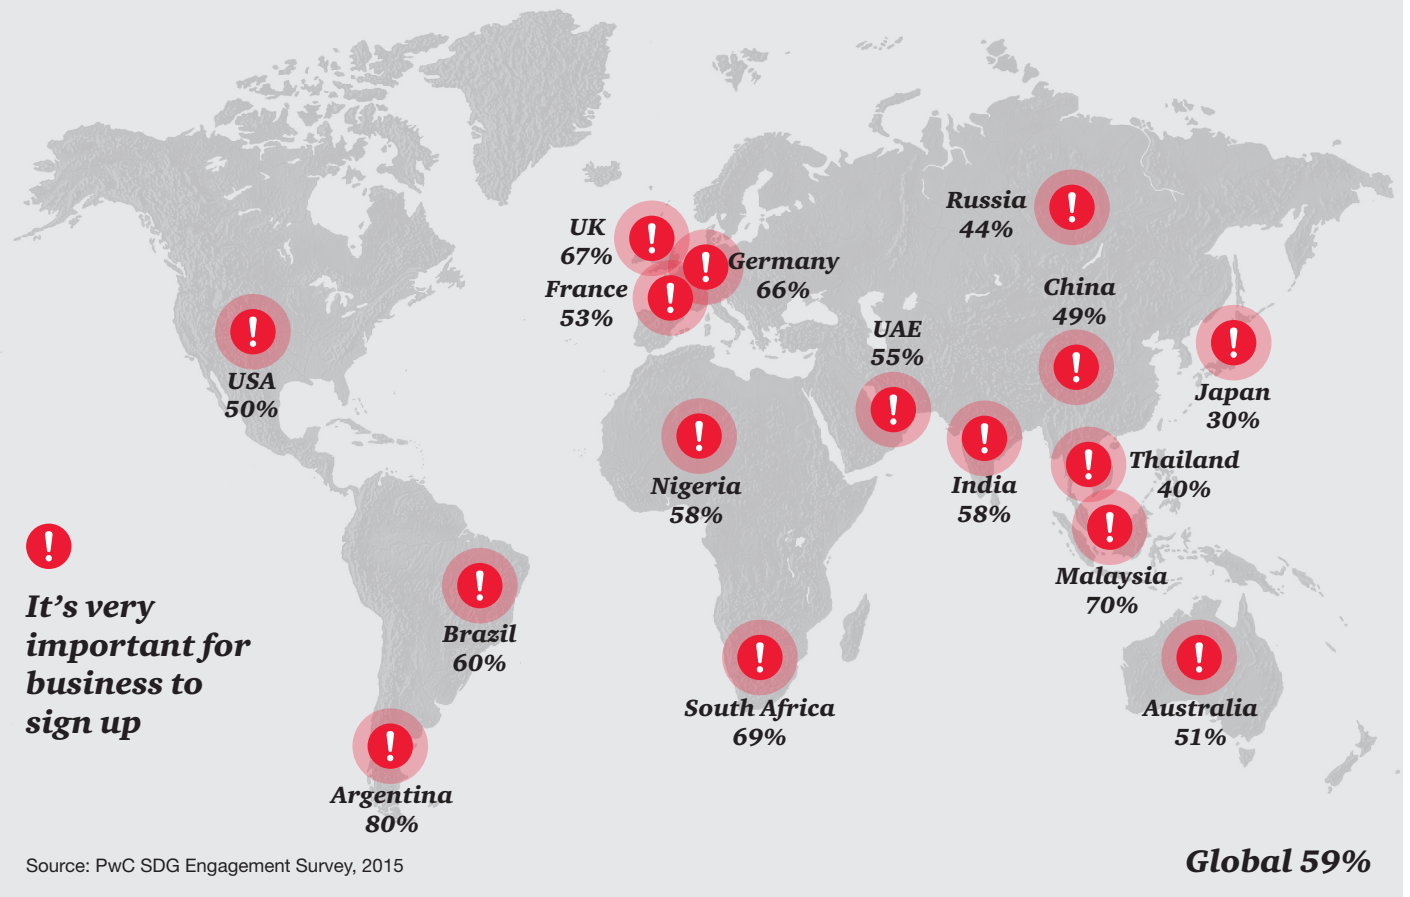 Russia
44%
UK
67%
Germany
66%
France
53%
China
49%
UAE
55%
USA
50%
Japan
30%
Thailand
40%
Nigeria
58%
India
58%
Malaysia
70%
It’s very
important for
business to
sign up
Brazil
60%
South Africa
69%
Australia
51%
Argentina
80%
Source: PwC SDG Engagement Survey, 2015
Global 59%